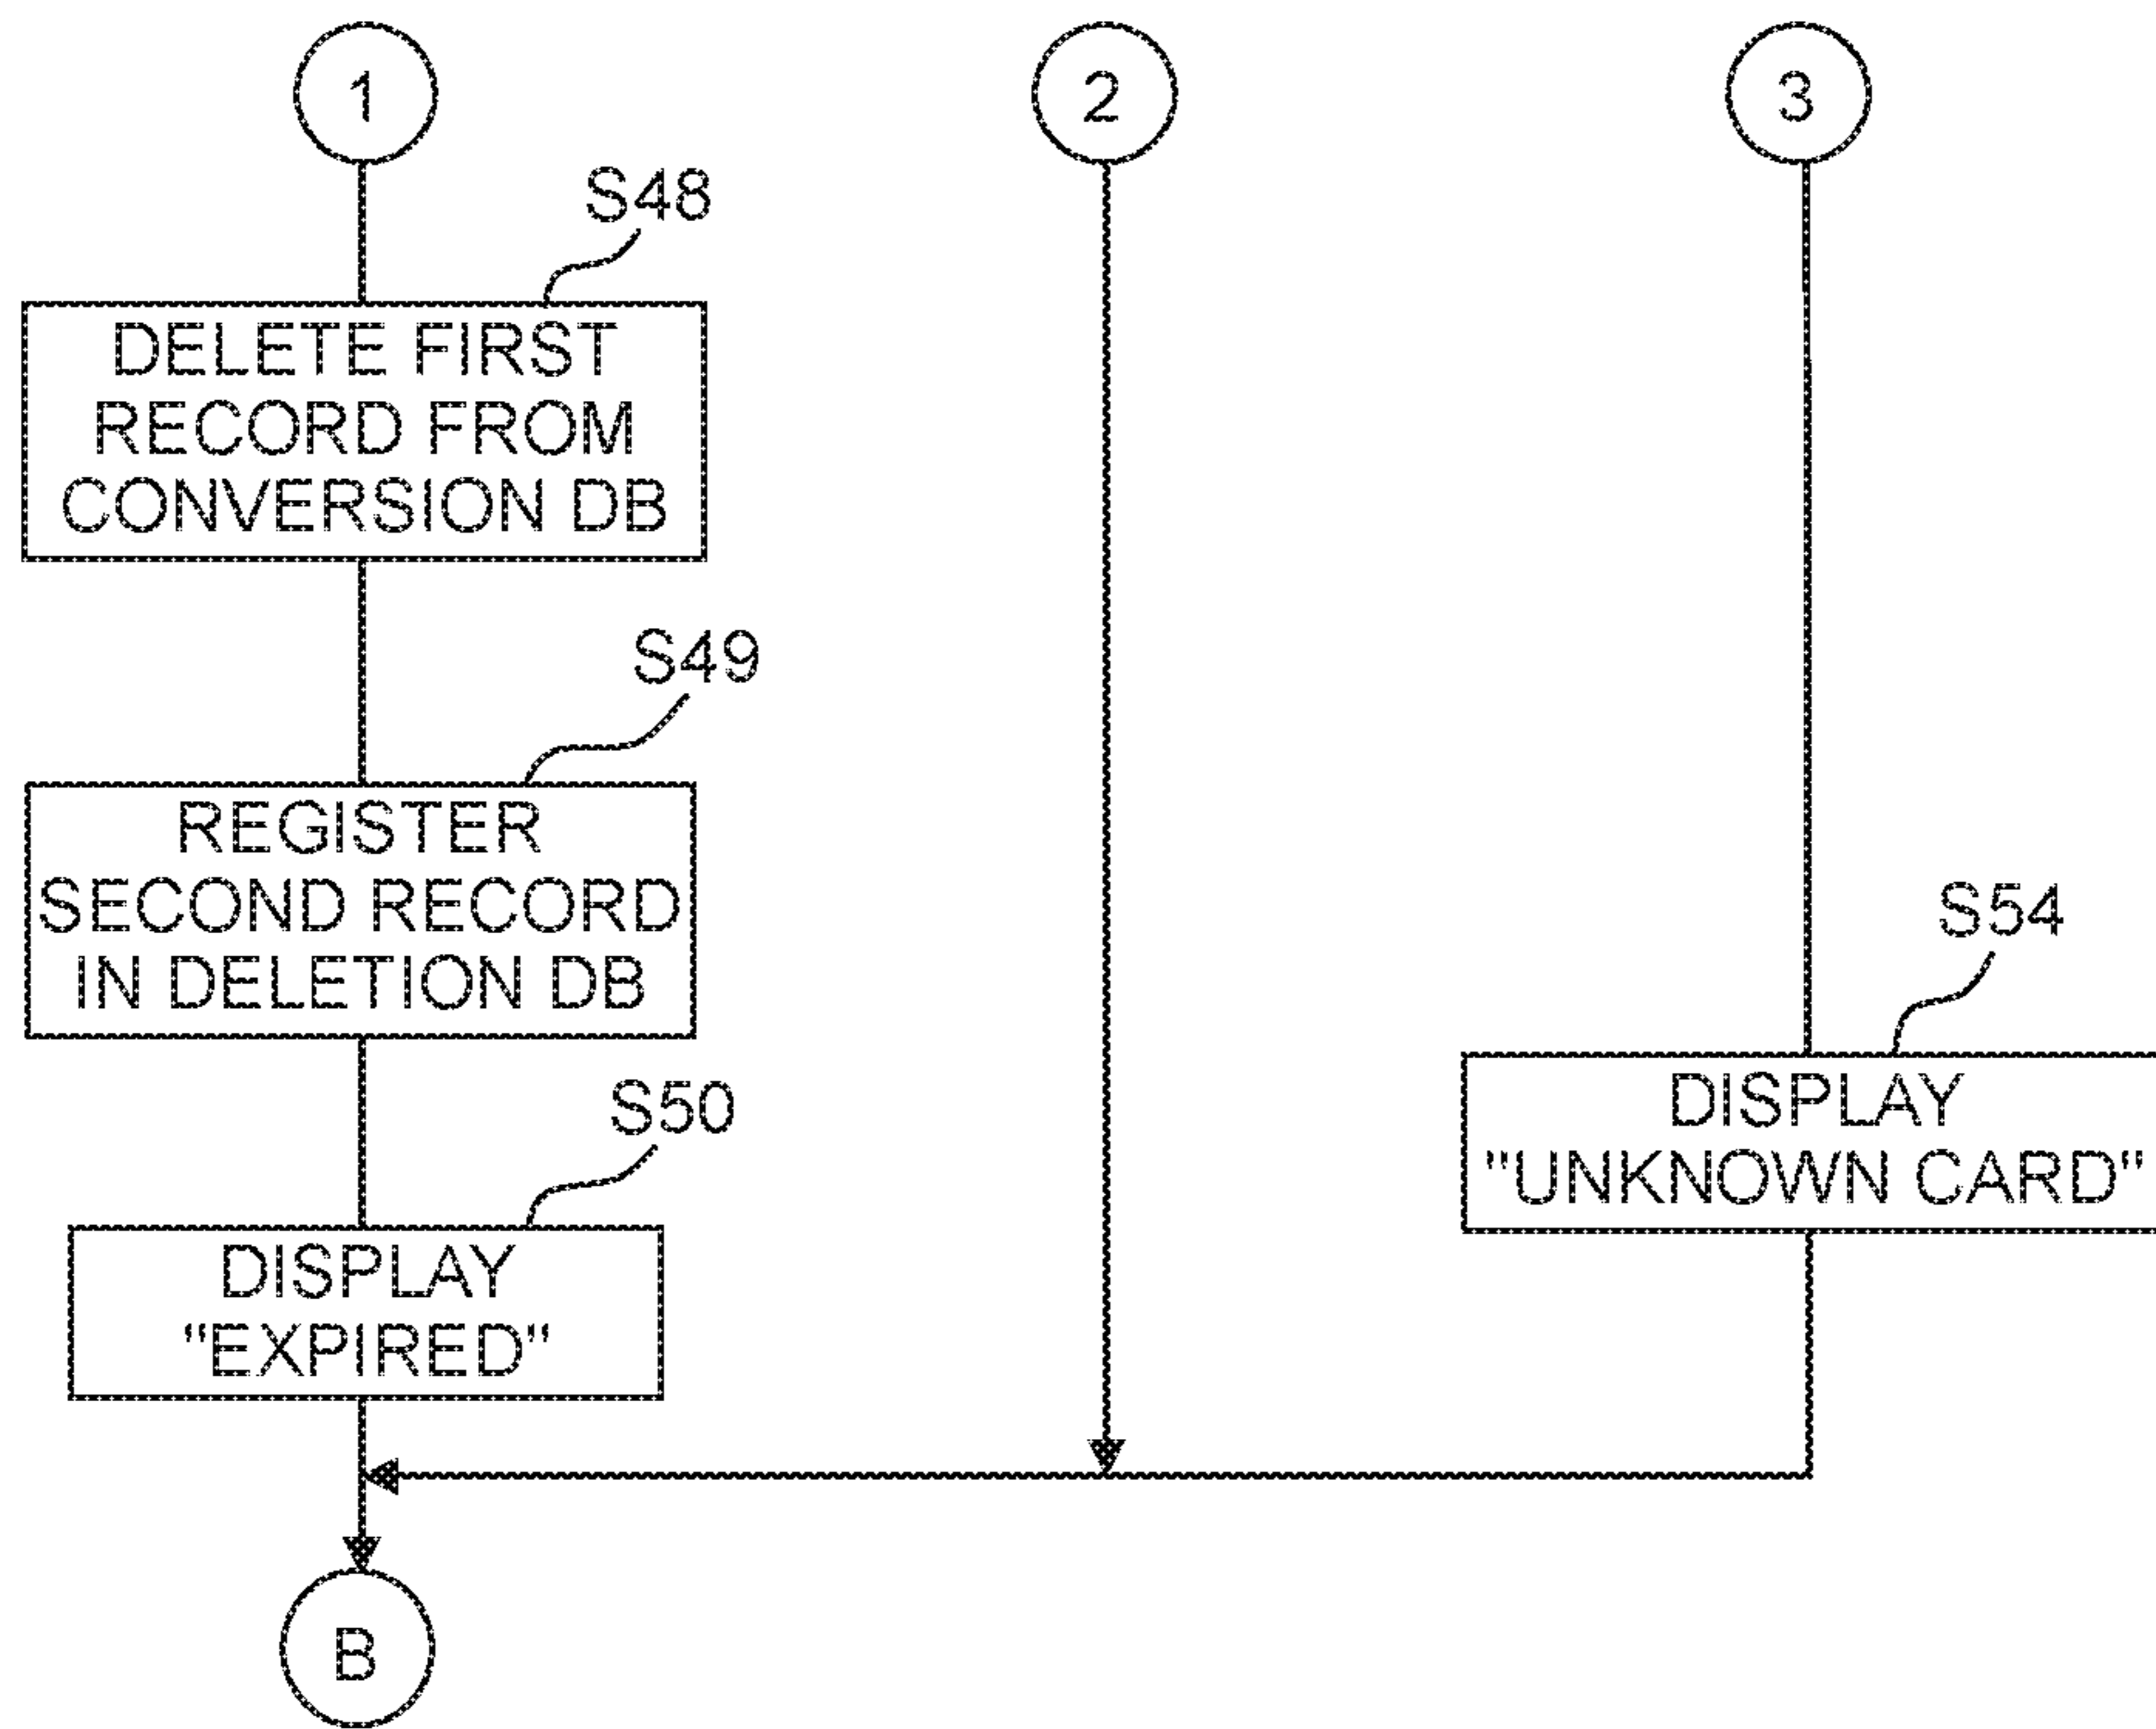 1
2
3
S48
DELETE FIRST
RECORD FROM
CONVERSION DB
S49
REGISTER
SECOND RECORD
IN DELETION DB
S54
DISPLAY
"UNKNOWN CARD"
S50
DISPLAY
"EXPIRED"
B